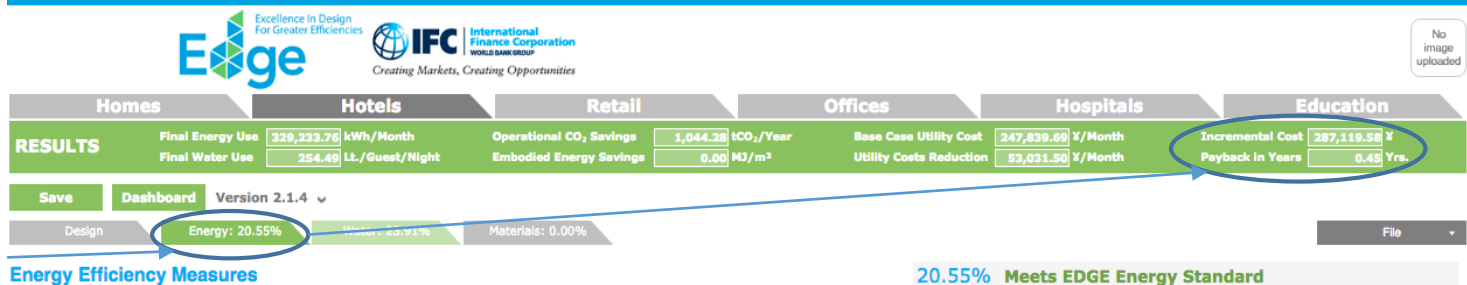 Excellence In Design
For Greater Efficiencies
Edge
IFC
International
Finance Corporation
WORLD BANK GROUP
Creating Markets, Creating Opportunities
No
image
uploaded
Homes Hotels Retail Offices Hospitals Education
RESULTS
Final Energy Use 329,233.76 kWh/Month Operational CO₂ Savings 1,044.28 tCO₂/Year Base Case Utility Cost 247,839.69 ¥/Month Incremental Cost 287,119.58 ¥
Final Water Use 254.49 Lt./Guest/Night Embodied Energy Savings 0.00 MJ/m² Utility Costs Reduction 53,031.50 ¥/Month Payback in Years 0.45 Yrs.
Save Dashboard Version 2.1.4
Design Energy: 20.55% Water: 23.91% Materials: 0.00% File
Energy Efficiency Measures 20.55% Meets EDGE Energy Standard